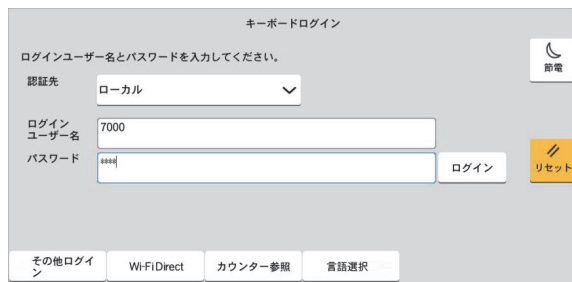 キーボードログイン
ログインユーザー名とパスワードを入力してください。
節電
認証先
ローカル
ログイン
ユーザー名
7000
パスワード
****
ログイン
リセット
その他ログイ
ン
Wi-Fi Direct
カウンター参照
言語選択